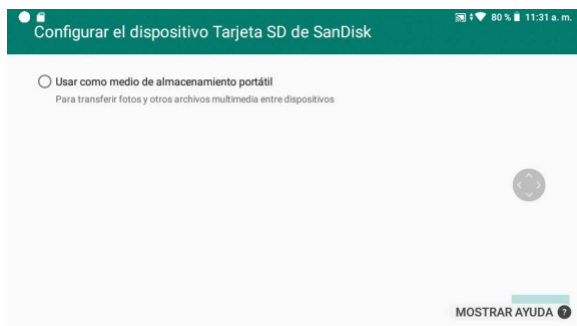 80 % 11:31 a. m.
Configurar el dispositivo Tarjeta SD de SanDisk
Usar como medio de almacenamiento portátil
Para transferir fotos y otros archivos multimedia entre dispositivos
MOSTRAR AYUDA ?